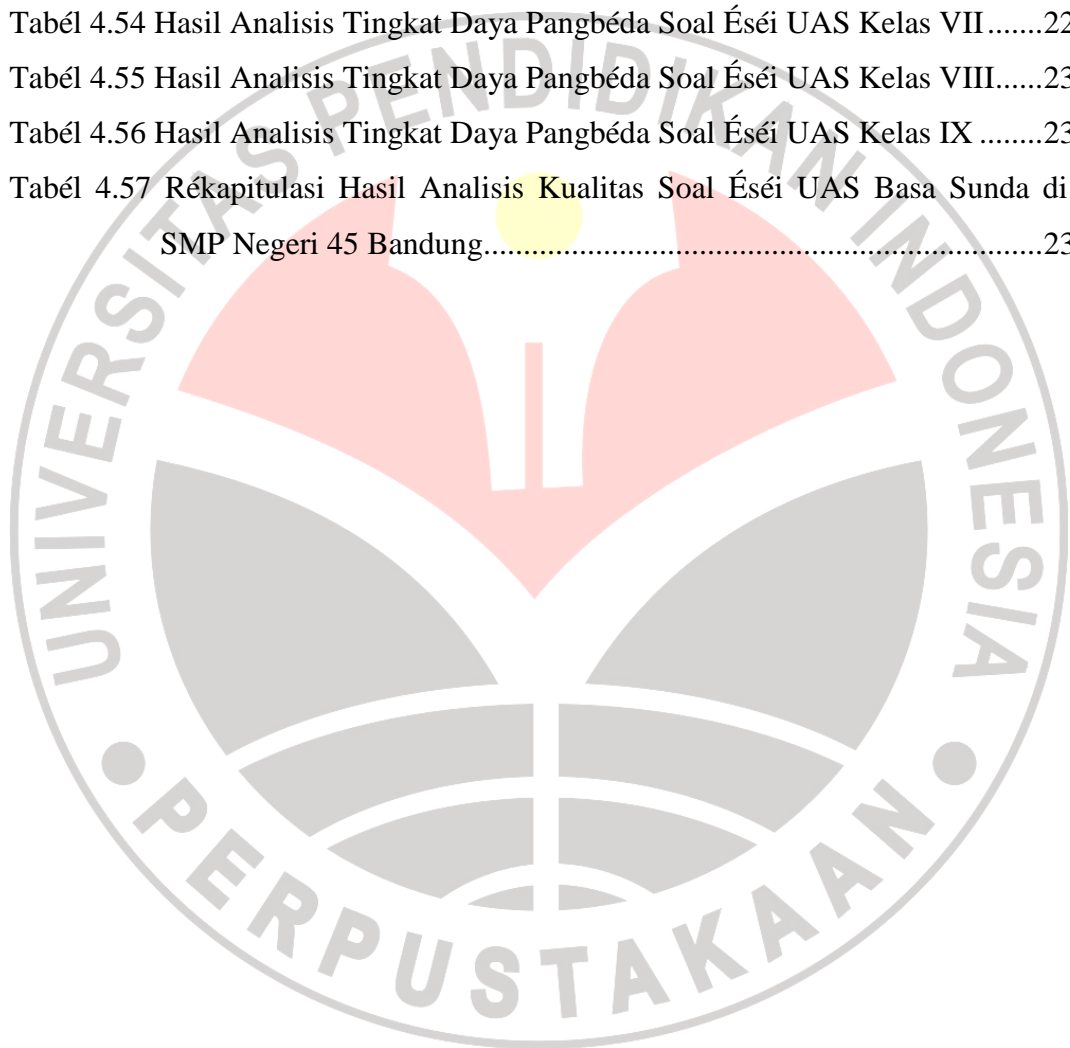 Tabél 4.54 Hasil Analisis Tingkat Daya Pangbéda Soal Éséi UAS Kelas VII.......22
Tabél 4.55 Hasil Analisis Tingkat Daya Pangbéda Soal Éséi UAS Kelas VIII......23
Tabél 4.56 Hasil Analisis Tingkat Daya Pangbéda Soal Éséi UAS Kelas IX ........23
Tabél 4.57 Rékapitulasi Hasil Analisis Kualitas Soal Éséi UAS Basa Sunda di
SMP Negeri 45 Bandung.......................................................................23
UNIVERSITAS PENDIDIKAN INDONESIA
PERPUSTAKAAN